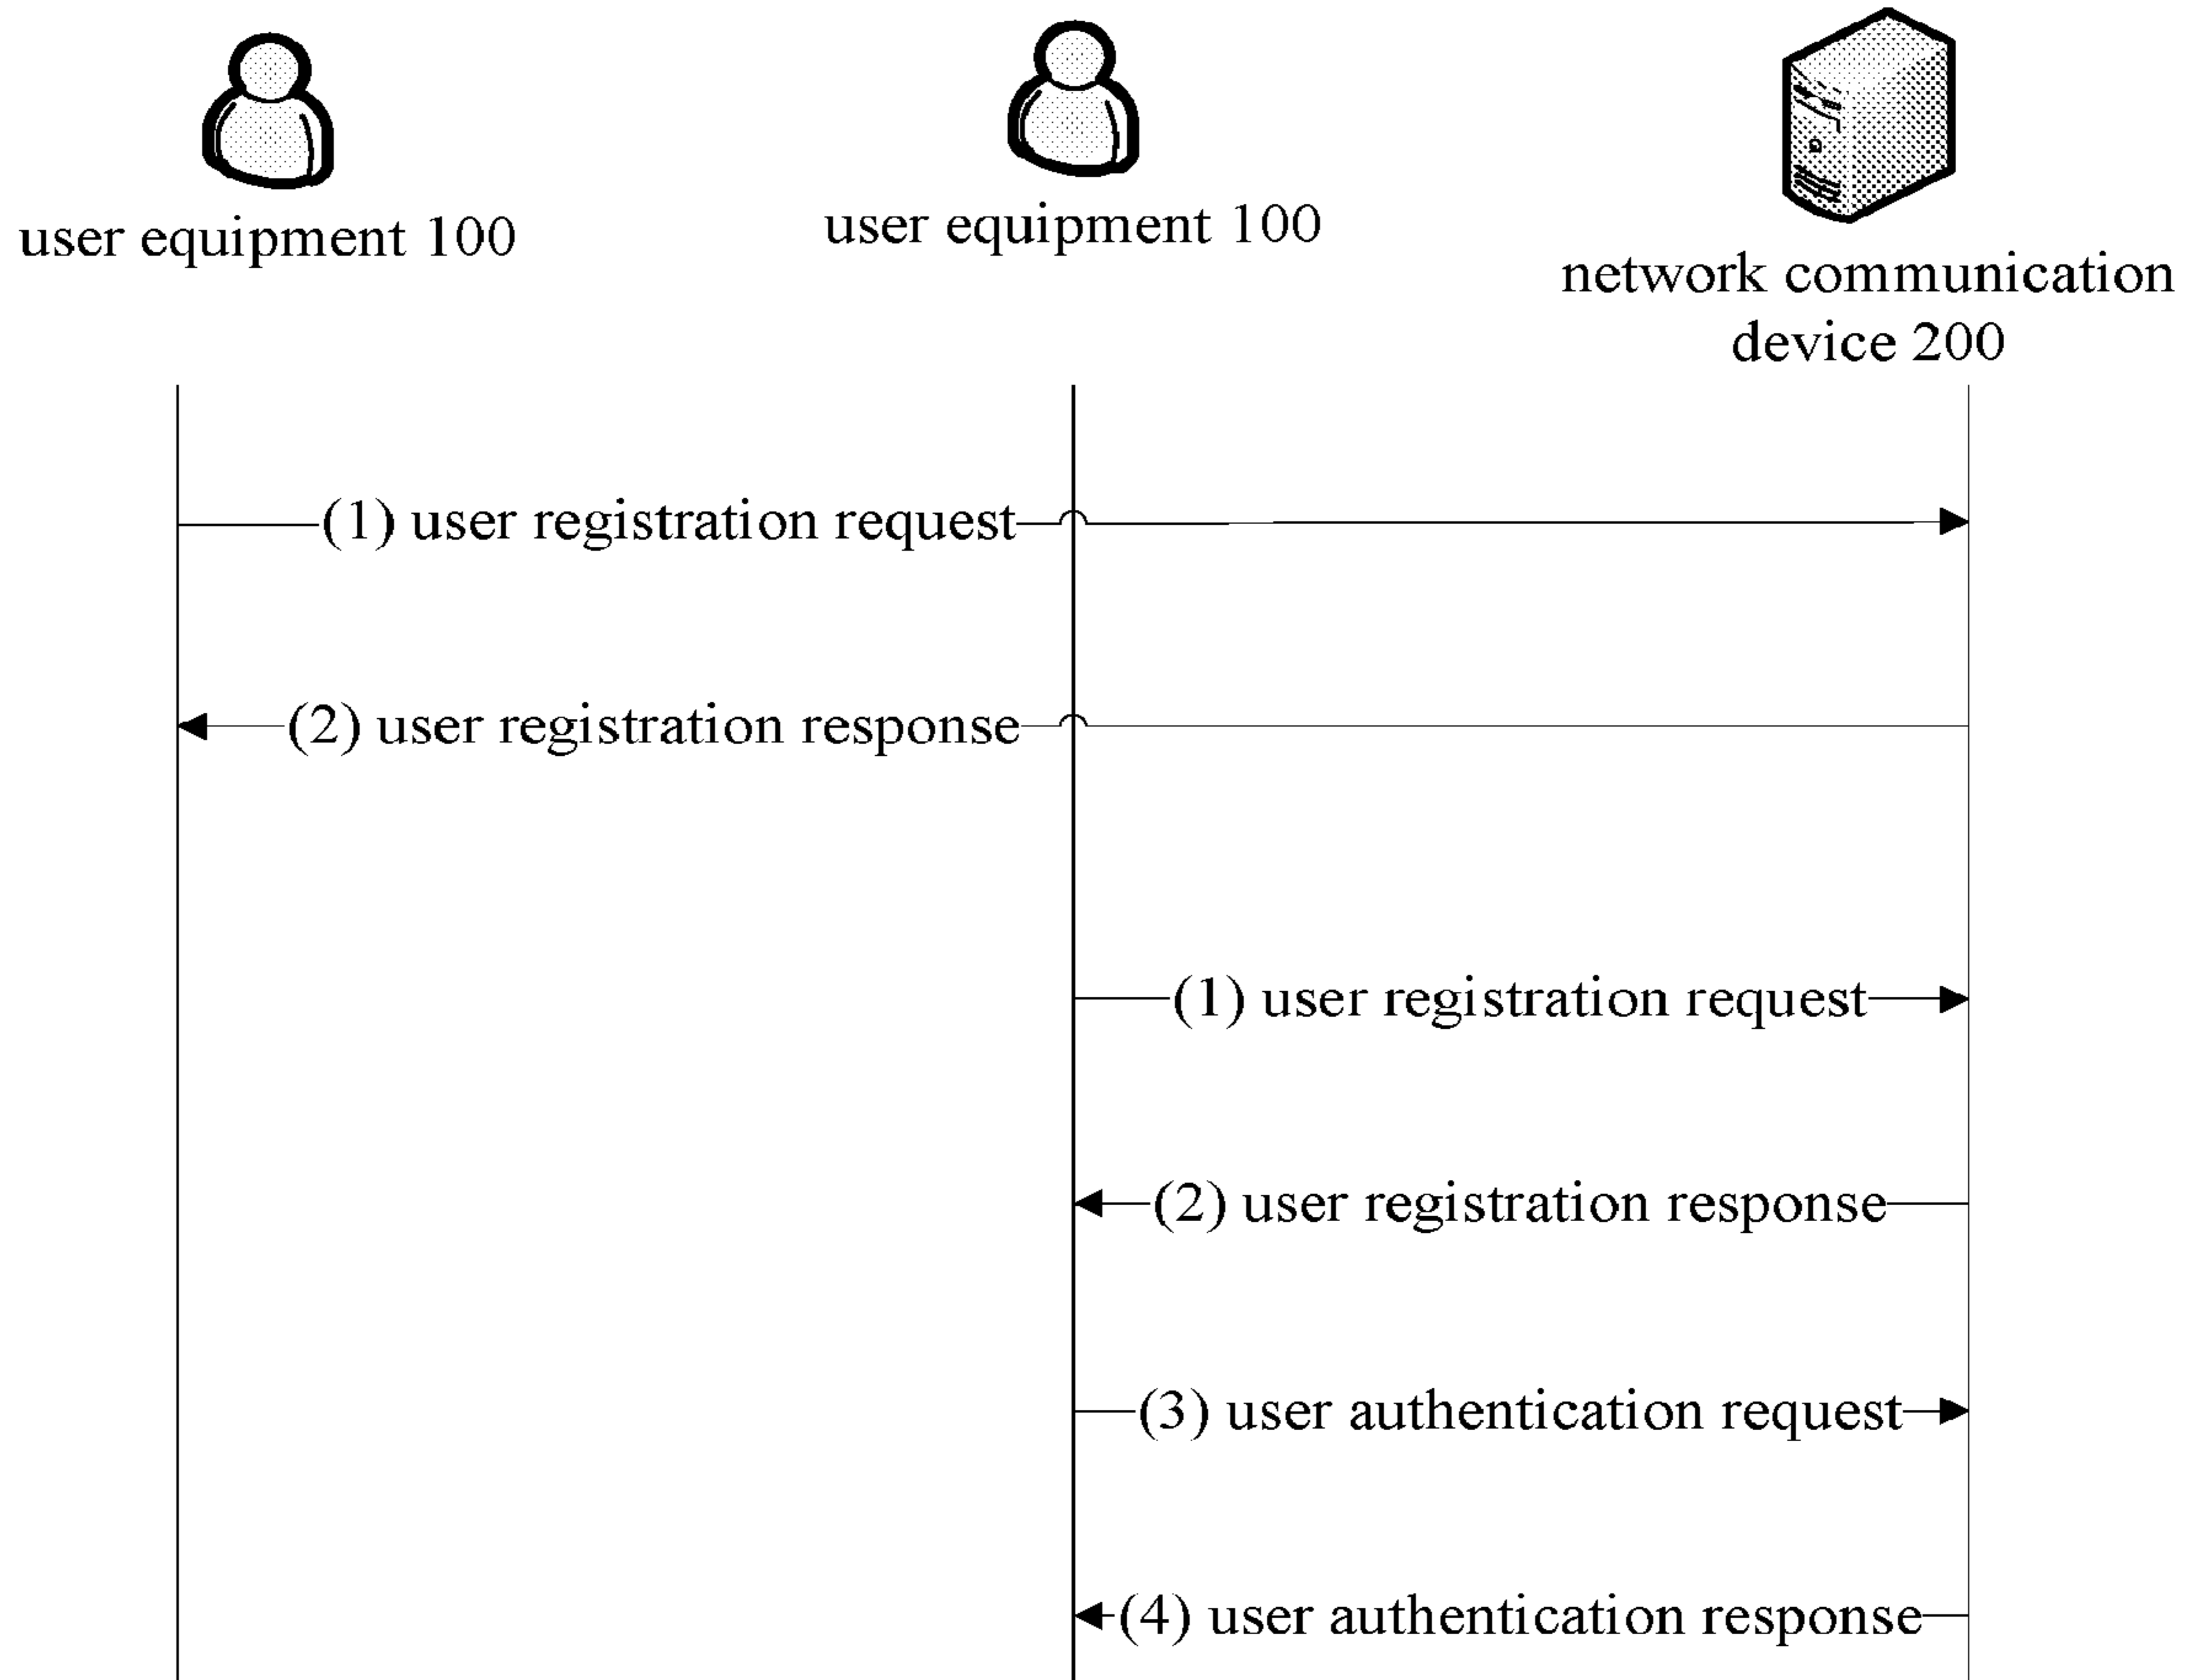 user equipment 100
user equipment 100
network communication
device 200
(1) user registration request
(2) user registration response
(1) user registration request
(2) user registration response
(3) user authentication request
(4) user authentication response